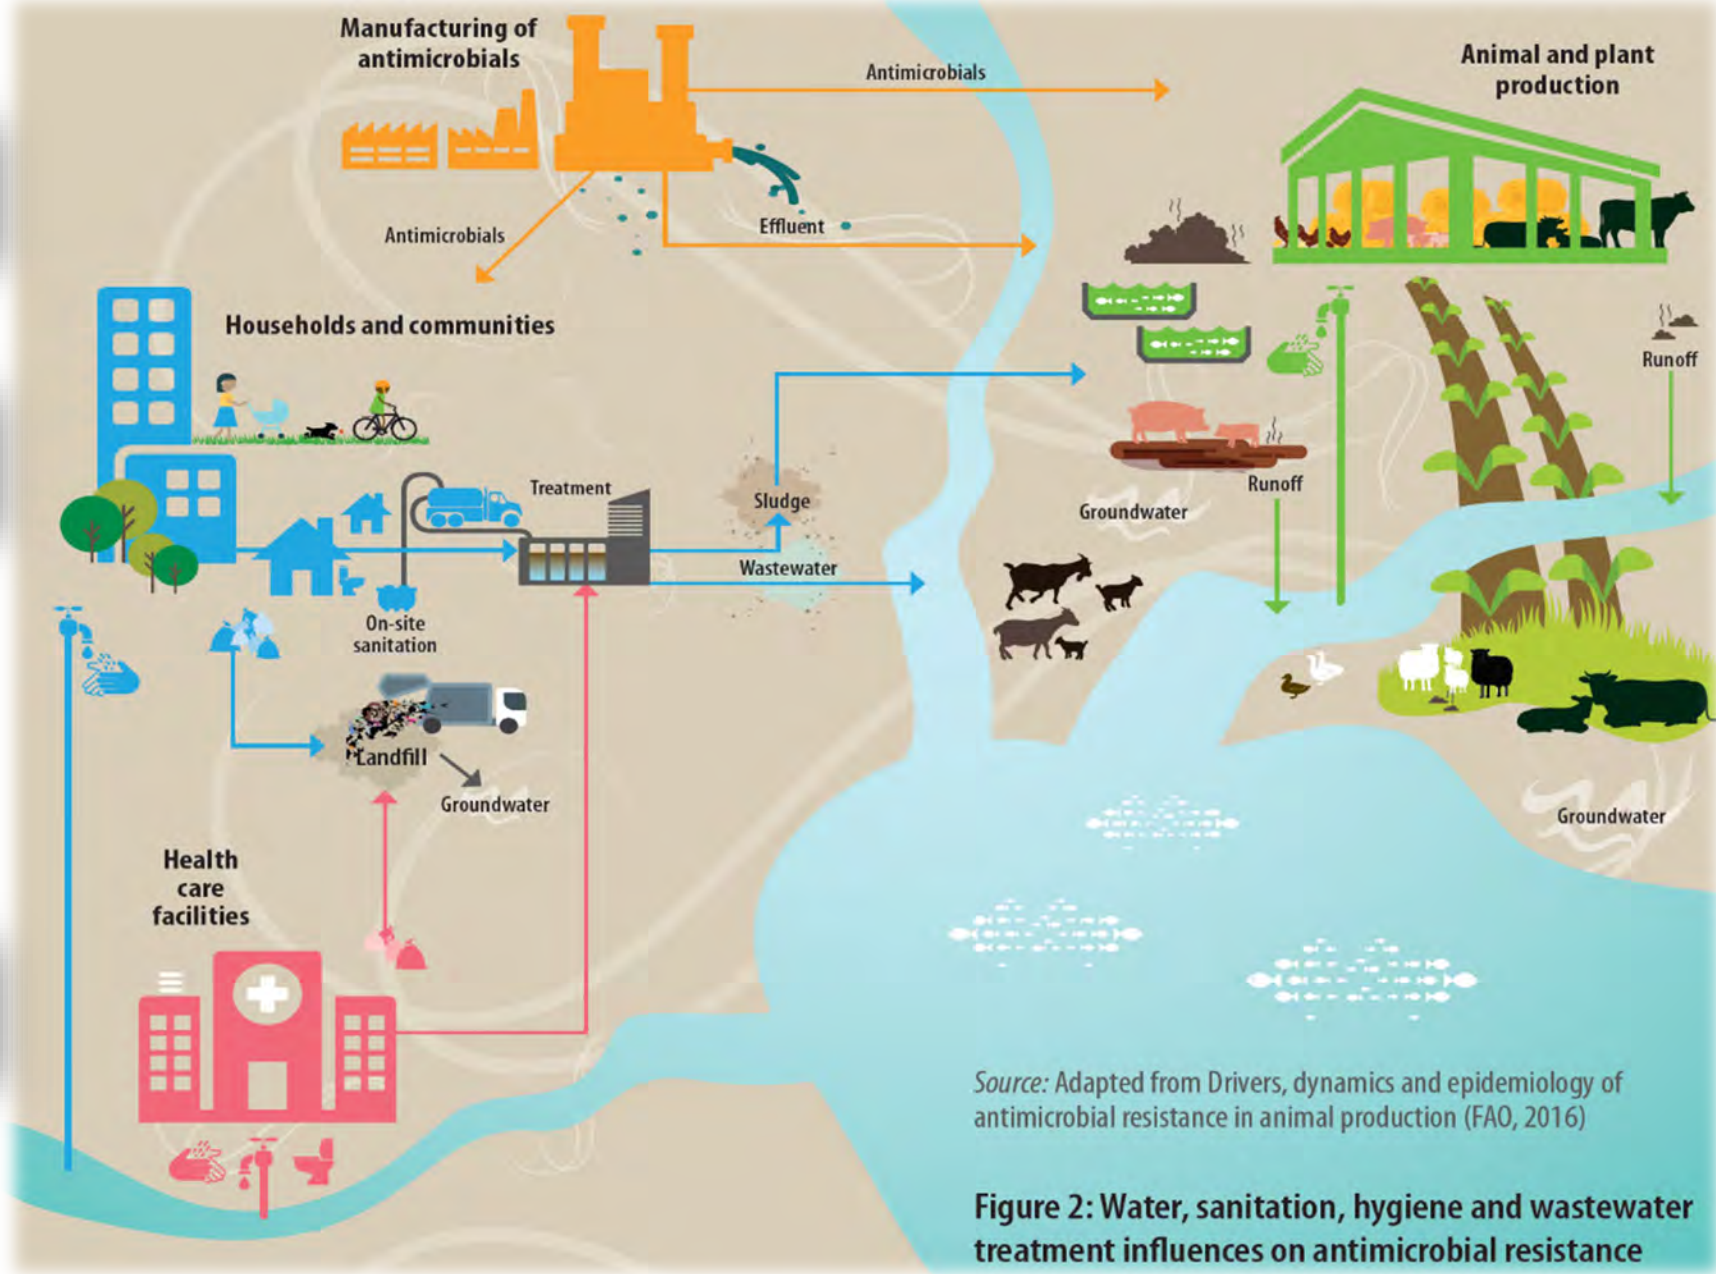 Manufacturing of
antimicrobials
Antimicrobials
Animal and plant
production
Antimicrobials
Effluent
Households and communities
Runoff
Treatment
Sludge
Runoff
Groundwater
Wastewater
On-site
sanitation
Landfill
Groundwater
Groundwater
Health
care
facilities
Source: Adapted from Drivers, dynamics and epidemiology of
antimicrobial resistance in animal production (FAO, 2016)
Figure 2: Water, sanitation, hygiene and wastewater
treatment influences on antimicrobial resistance